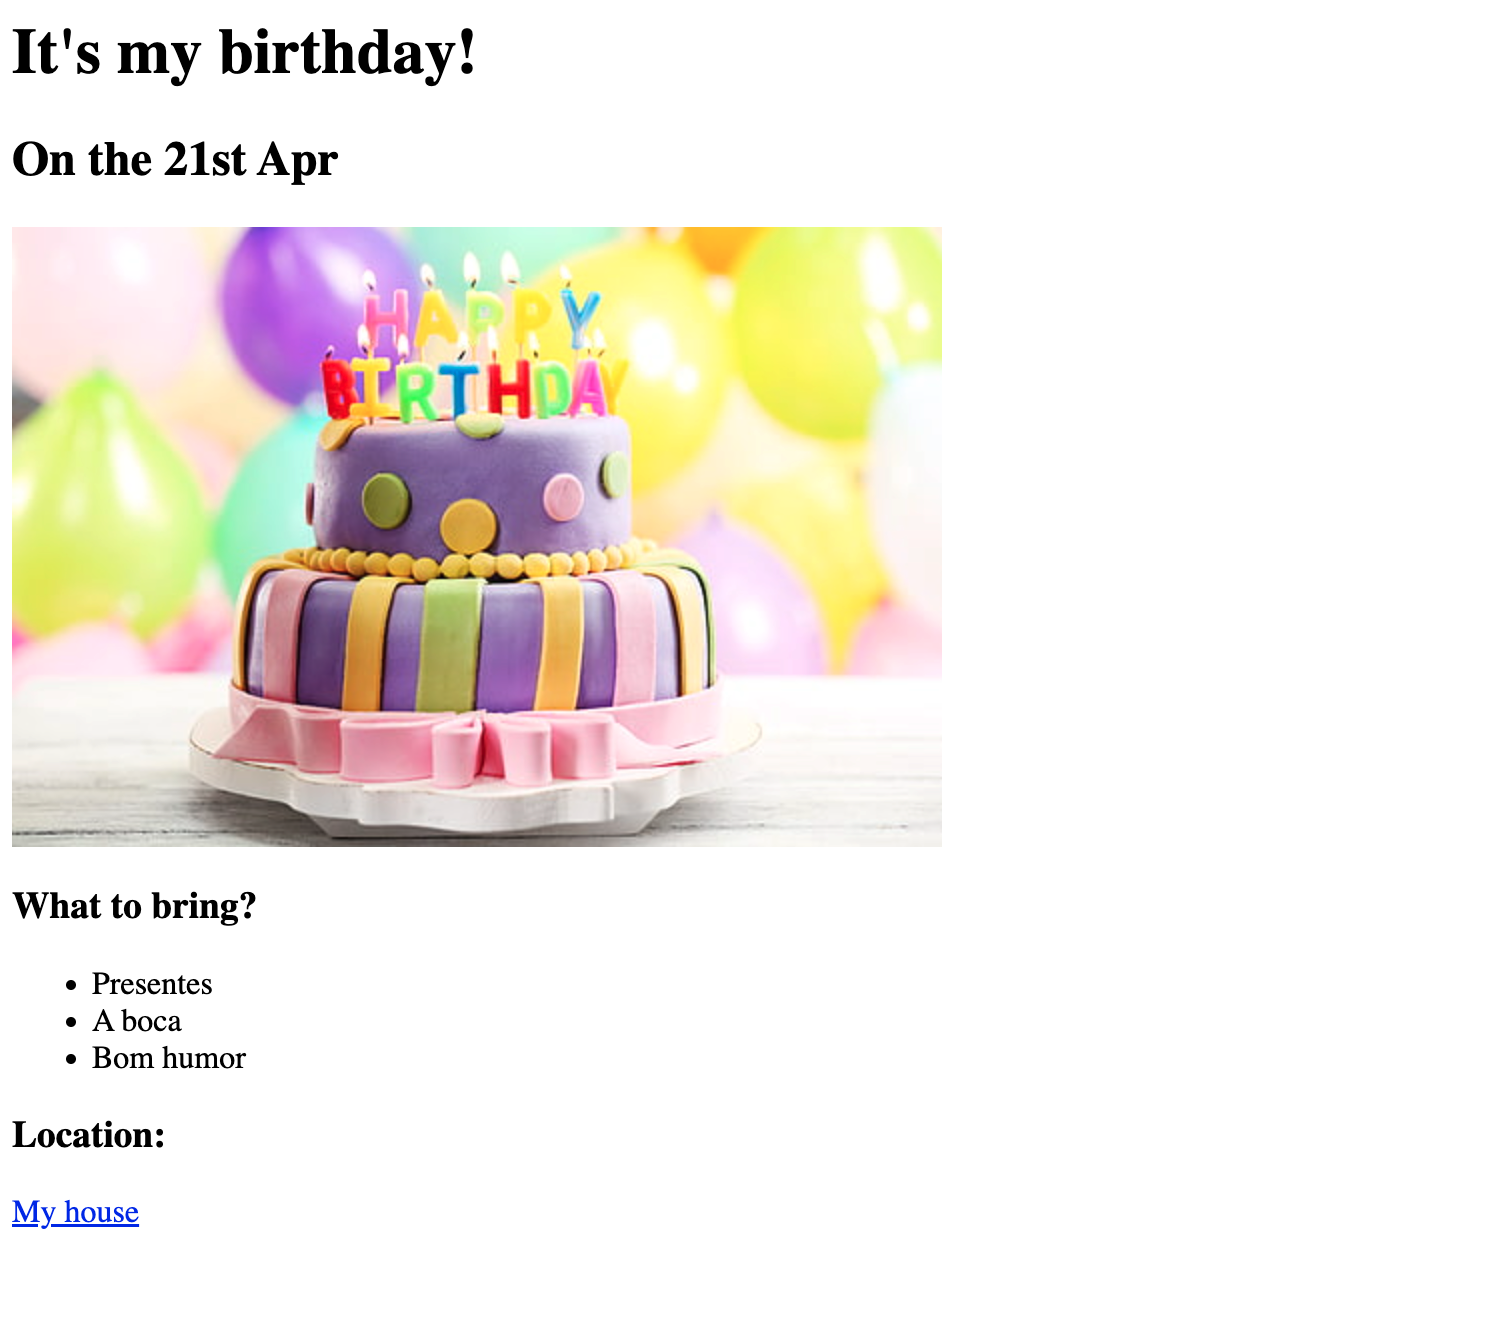 It's my birthday!
On the 21st Apr
HAPPY
BIRTHDAY
What to bring?
Presentes
A boca
Bom humor
Location:
My house